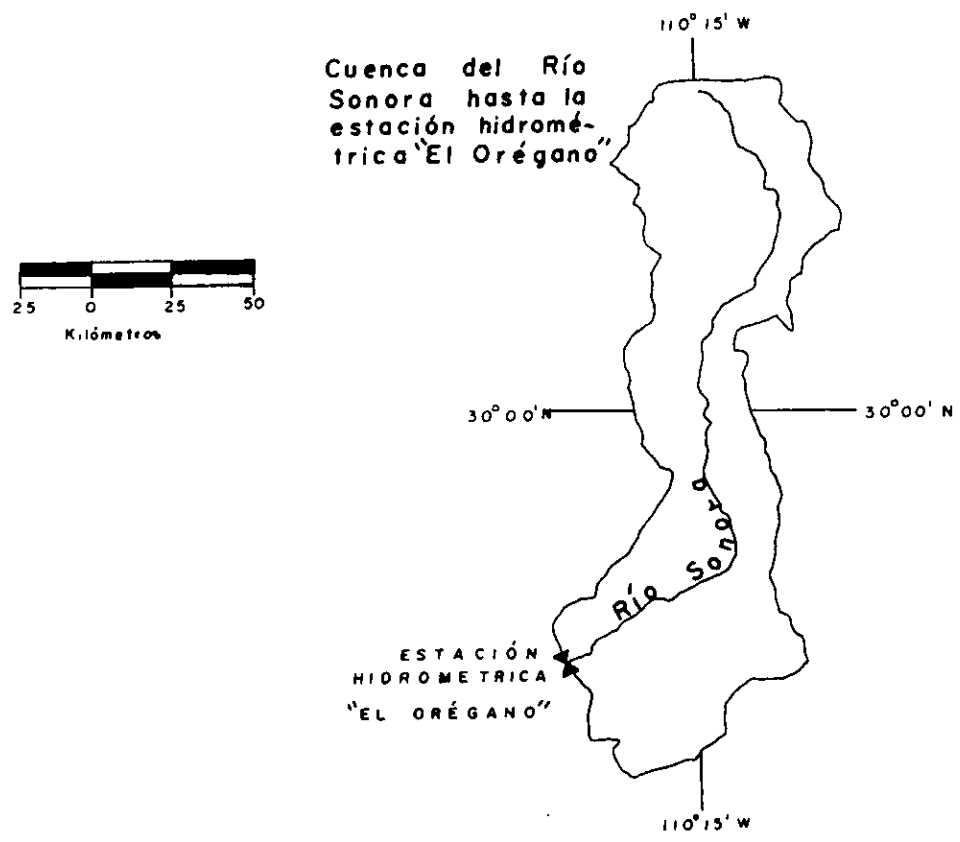 110° 15' W
Cuenca del Río
Sonora hasta la
estación hidromé-
trica "El Orégano"
25 0 25 50
Kilómetros
30° 00' N
30° 00' N
Río Sonora
ESTACIÓN
HIDROMETRICA
"EL ORÉGANO"
110° 15' W